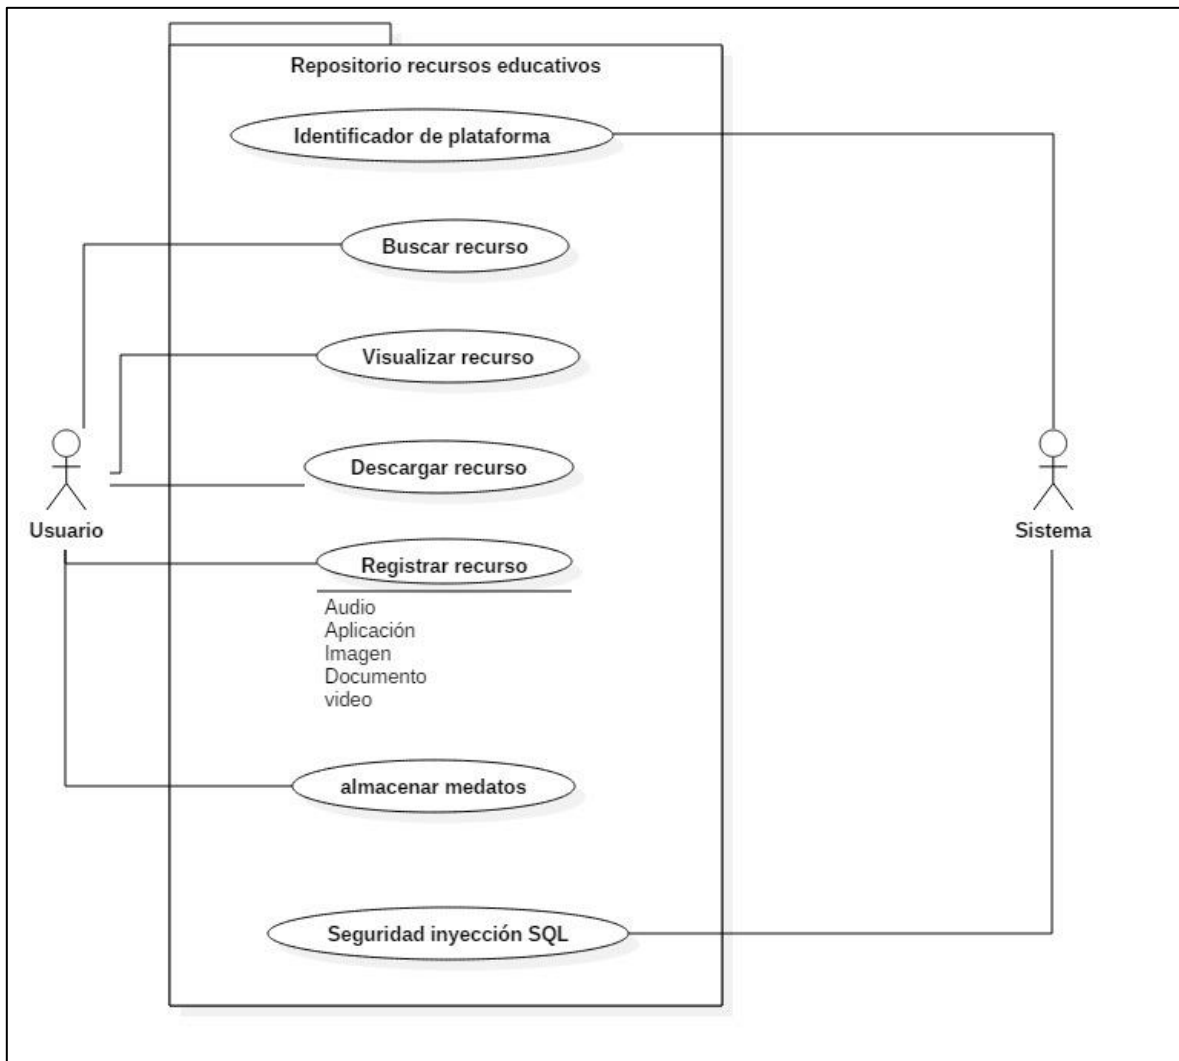 Repositorio recursos educativos
Identificador de plataforma
Buscar recurso
Visualizar recurso
Descargar recurso
Usuario
Sistema
Registrar recurso
Audio
Aplicación
Imagen
Documento
video
almacenar medatos
Seguridad inyección SQL